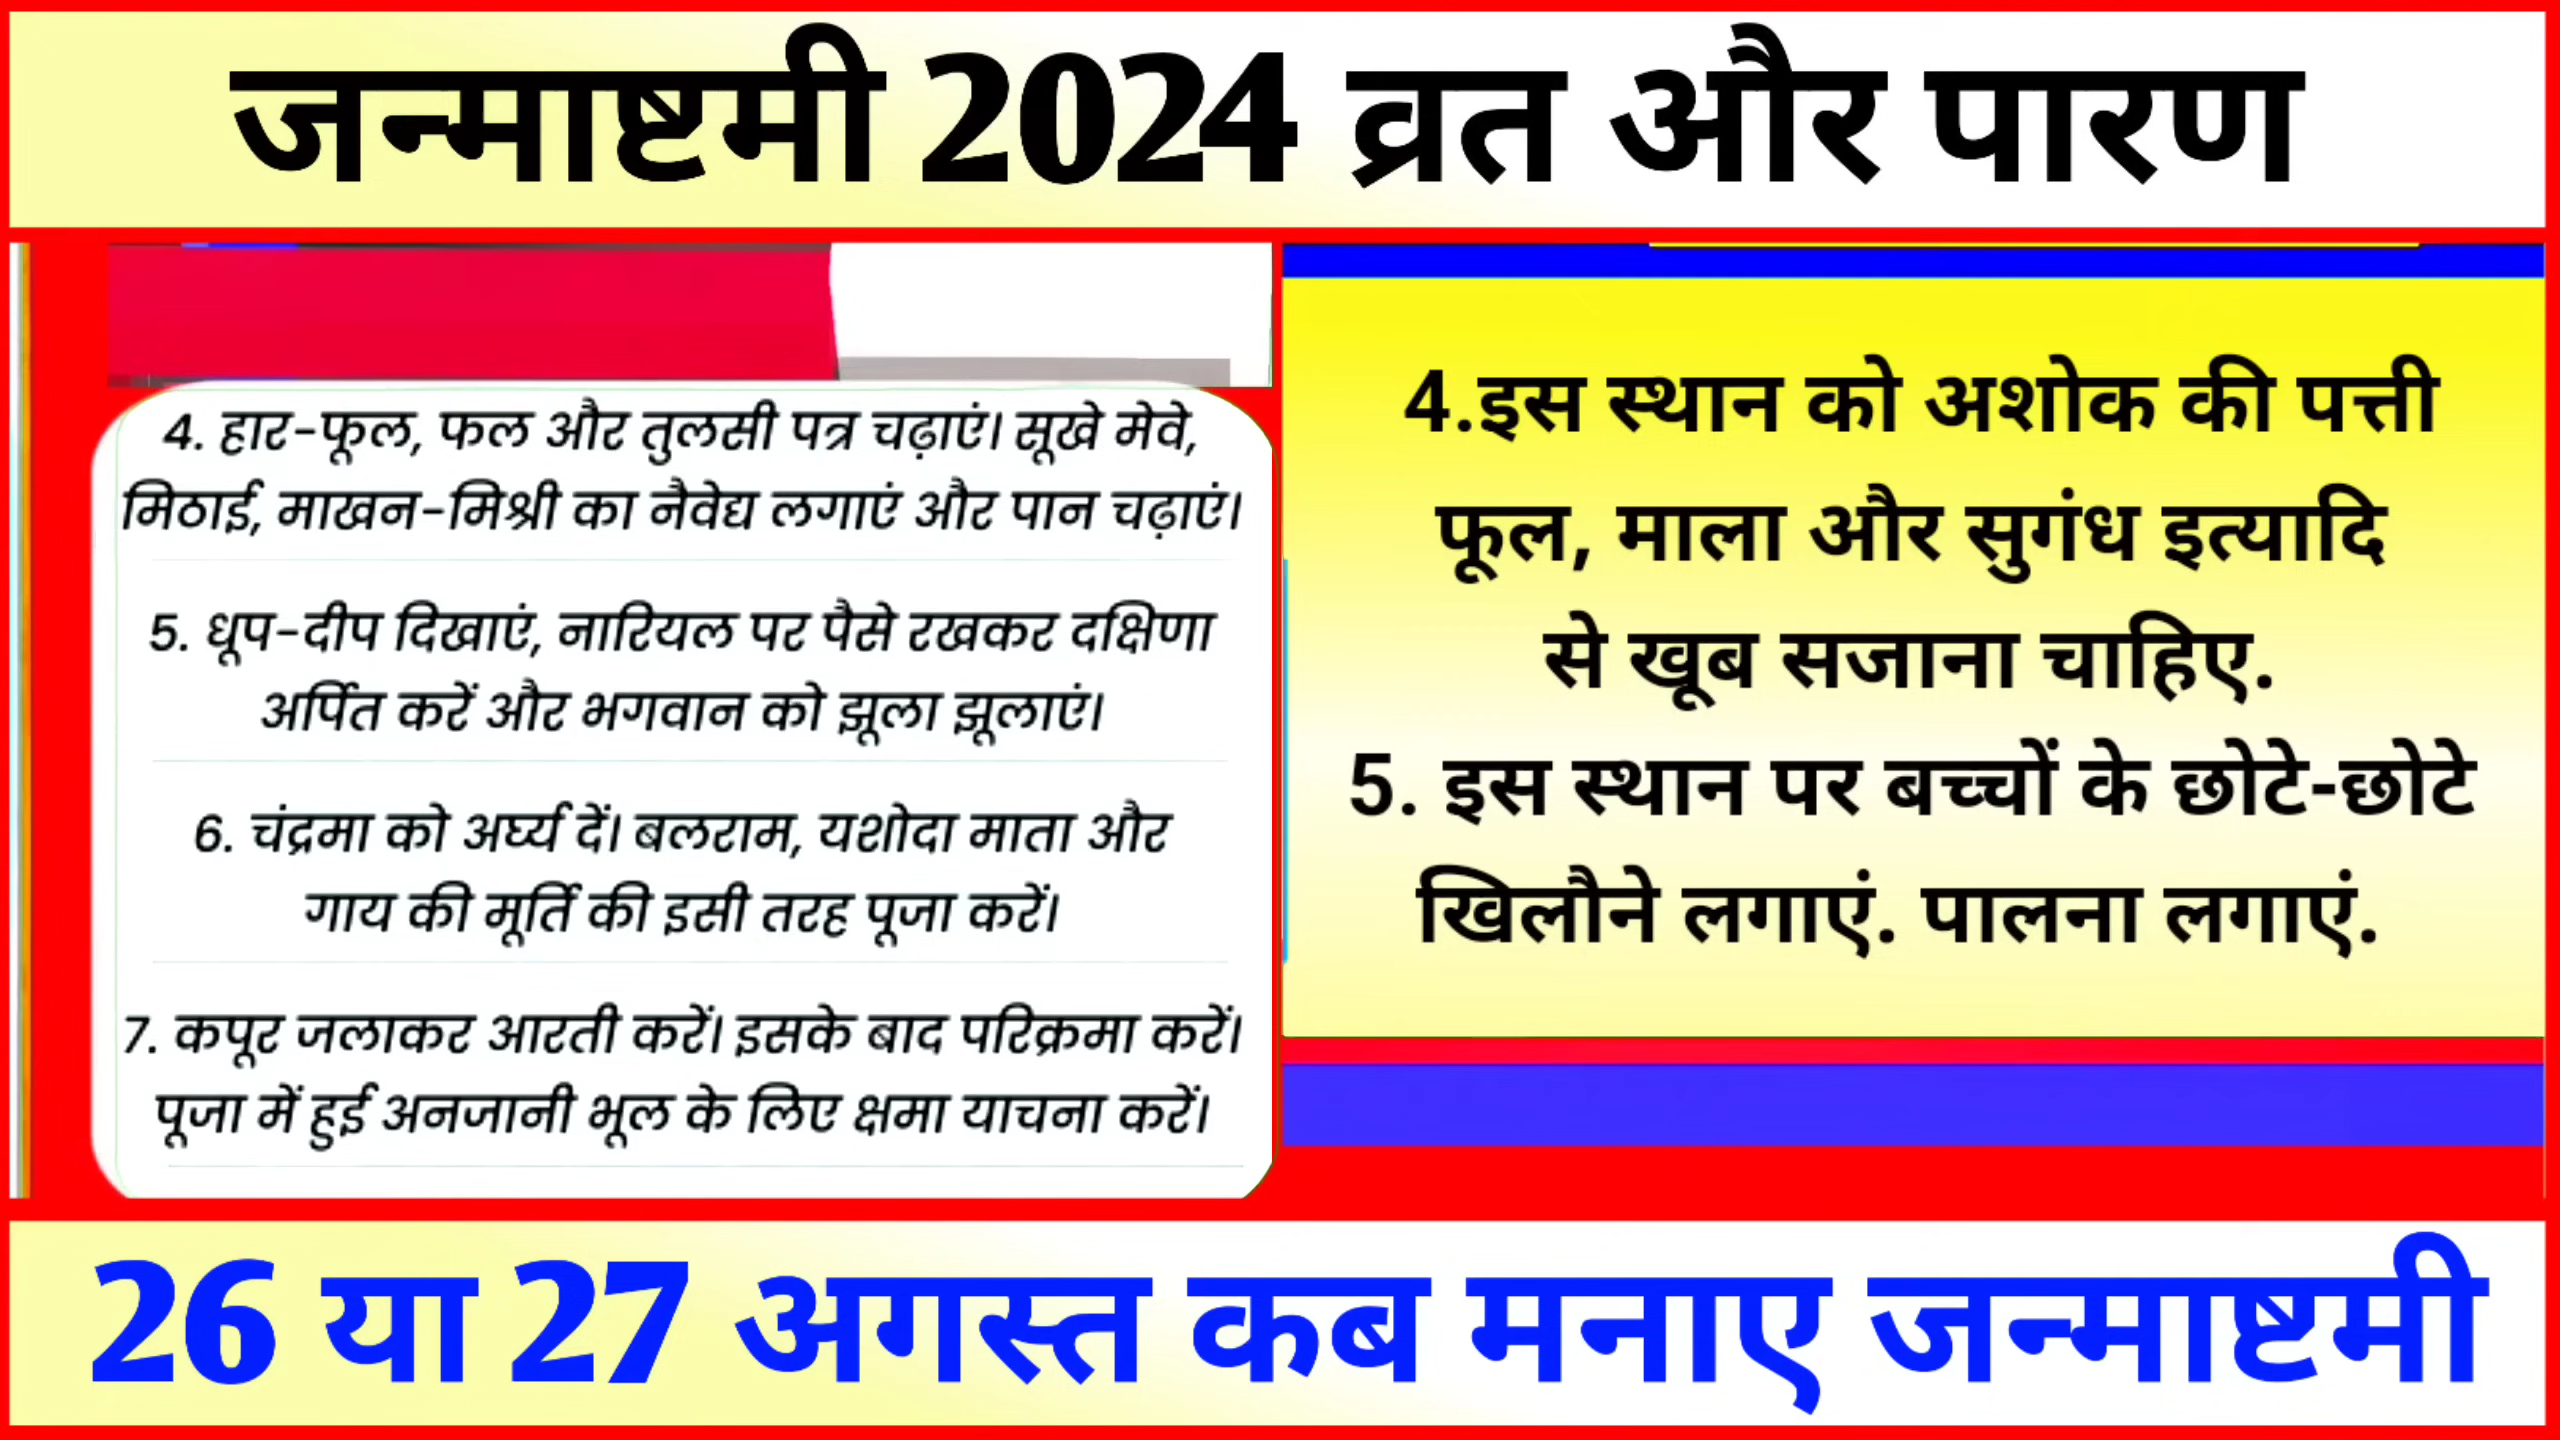 जन्माष्टमी 2024 व्रत और पारण
4. हार-फूल, फल और तुलसी पत्र चढ़ाएं। सूखे मेवे,
मिठाई, माखन-मिश्री का नैवेद्य लगाएं और पान चढ़ाएं।
5. धूप-दीप दिखाएं, नारियल पर पैसे रखकर दक्षिणा
अर्पित करें और भगवान को झूला झूलाएं।
6. चंद्रमा को अर्घ्य दें। बलराम, यशोदा माता और
गाय की मूर्ति की इसी तरह पूजा करें।
7. कपूर जलाकर आरती करें। इसके बाद परिक्रमा करें।
पूजा में हुई अनजानी भूल के लिए क्षमा याचना करें।
4.इस स्थान को अशोक की पत्ती
फूल, माला और सुगंध इत्यादि
से खूब सजाना चाहिए.
5. इस स्थान पर बच्चों के छोटे-छोटे
खिलौने लगाएं. पालना लगाएं.
26 या 27 अगस्त कब मनाए जन्माष्टमी